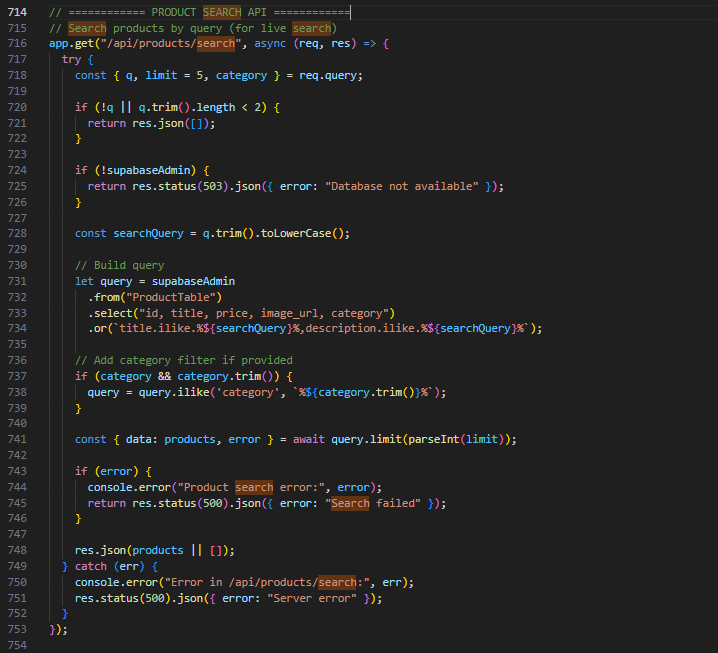 714 // ============ PRODUCT SEARCH API ============
715 // Search products by query (for live search)
716 app.get("/api/products/search", async (req, res) => {
717   try {
718     const { q, limit = 5, category } = req.query;
719
720     if (!q || q.trim().length < 2) {
721       return res.json([]);
722     }
723
724     if (!supabaseAdmin) {
725       return res.status(503).json({ error: "Database not available" });
726     }
727
728     const searchQuery = q.trim().toLowerCase();
729
730     // Build query
731     let query = supabaseAdmin
732       .from("ProductTable")
733       .select("id, title, price, image_url, category")
734       .or(`title.ilike.%${searchQuery}%,description.ilike.%${searchQuery}%`);
735
736     // Add category filter if provided
737     if (category && category.trim()) {
738       query = query.ilike('category', `%${category.trim()}%`);
739     }
740
741     const { data: products, error } = await query.limit(parseInt(limit));
742
743     if (error) {
744       console.error("Product search error:", error);
745       return res.status(500).json({ error: "Search failed" });
746     }
747
748     res.json(products || []);
749   } catch (err) {
750     console.error("Error in /api/products/search:", err);
751     res.status(500).json({ error: "Server error" });
752   }
753 });
754